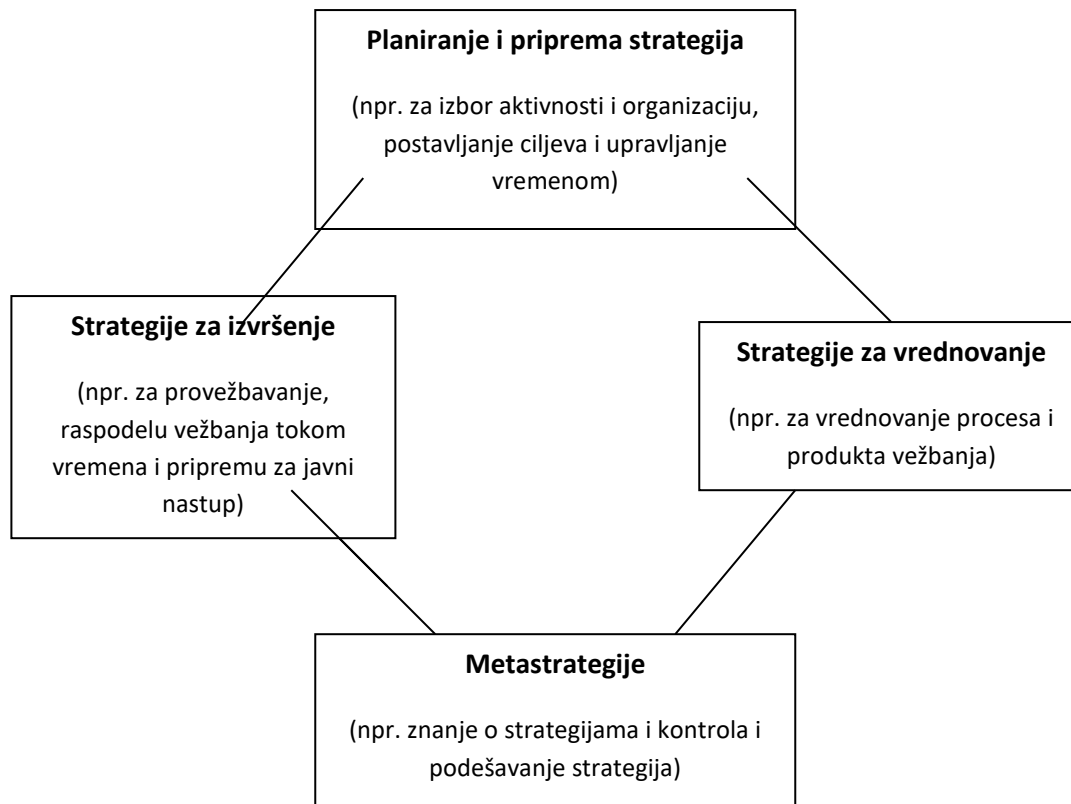 Planiranje i priprema strategija
(npr. za izbor aktivnosti i organizaciju,
postavljanje ciljeva i upravljanje
vremenom)
Strategije za izvršenje
(npr. za provežbavanje,
raspodelu vežbanja tokom
vremena i pripremu za javni
nastup)
Strategije za vrednovanje
(npr. za vrednovanje procesa i
produkta vežbanja)
Metastrategije
(npr. znanje o strategijama i kontrola i
podešavanje strategija)